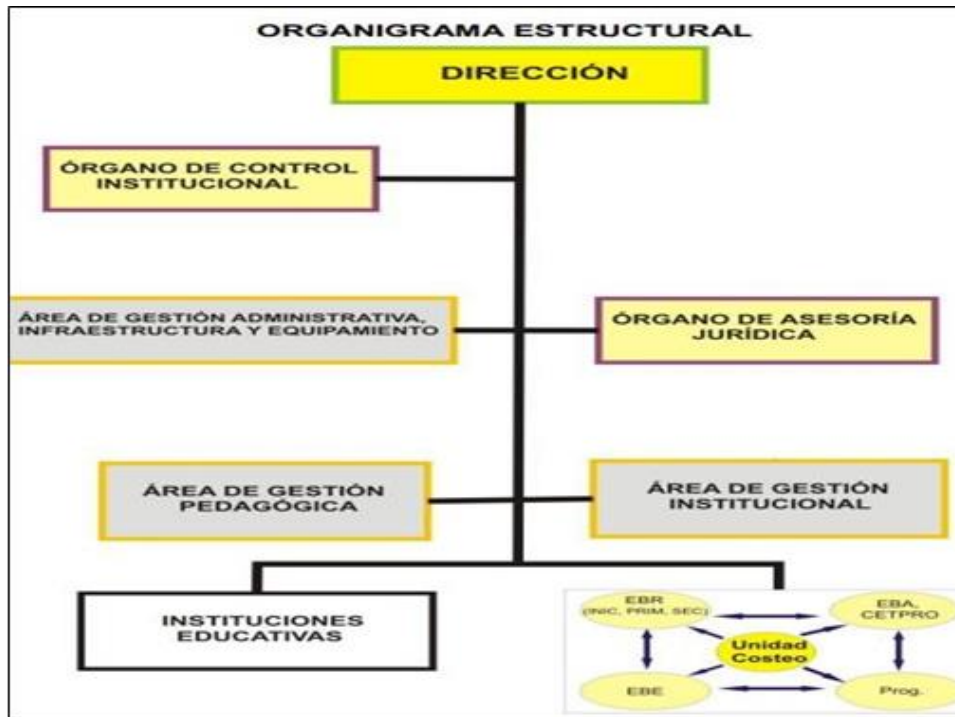 ORGANIGRAMA ESTRUCTURAL
DIRECCIÓN
ÓRGANO DE CONTROL
INSTITUCIONAL
ÁREA DE GESTIÓN ADMINISTRATIVA,
INFRAESTRUCTURA Y EQUIPAMIENTO
ÓRGANO DE ASESORÍA
JURÍDICA
ÁREA DE GESTIÓN
PEDAGÓGICA
ÁREA DE GESTIÓN
INSTITUCIONAL
INSTITUCIONES
EDUCATIVAS
EBR
(INIC, PRIM, SEC)
EBA,
CETPRO
Unidad
Costeo
EBE
Prog.